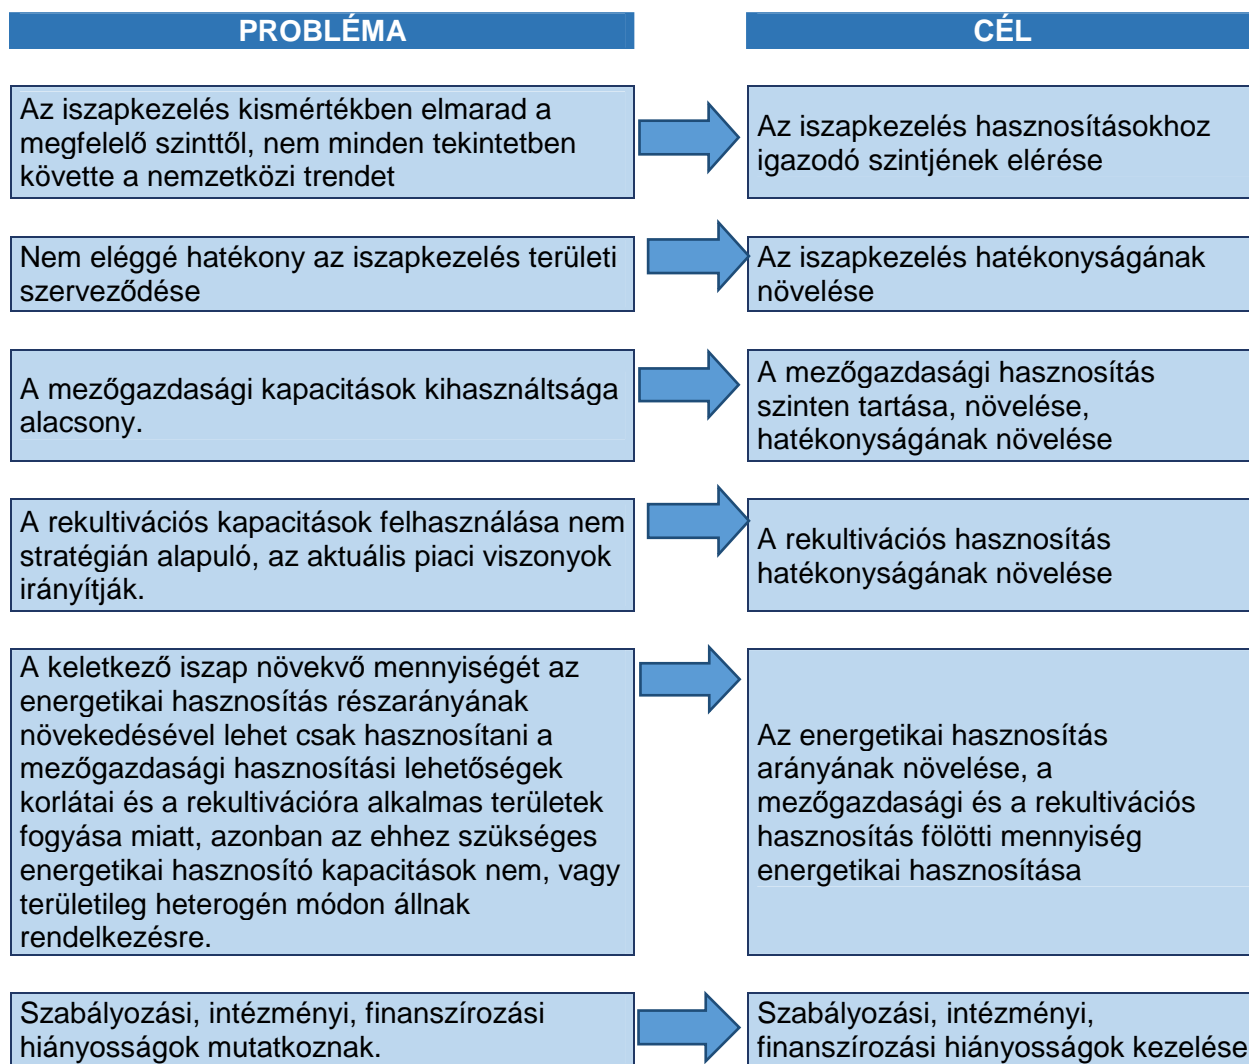 PROBLÉMA
CÉL
Az iszapkezelés kismértékben elmarad a
megfelelő szinttől, nem minden tekintetben
követte a nemzetközi trendet
Az iszapkezelés hasznosításokhoz
igazodó szintjének elérése
Nem eléggé hatékony az iszapkezelés területi
szerveződése
Az iszapkezelés hatékonyságának
növelése
A mezőgazdasági kapacitások kihasználtsága
alacsony.
A mezőgazdasági hasznosítás
szinten tartása, növelése,
hatékonyságának növelése
A rekultivációs kapacitások felhasználása nem
stratégián alapuló, az aktuális piaci viszonyok
irányítják.
A rekultivációs hasznosítás
hatékonyságának növelése
A keletkező iszap növekvő mennyiségét az
energetikai hasznosítás részarányának
növekedésével lehet csak hasznosítani a
mezőgazdasági hasznosítási lehetőségek
korlátai és a rekultivációra alkalmas területek
fogyása miatt, azonban az ehhez szükséges
energetikai hasznosító kapacitások nem, vagy
területileg heterogén módon állnak
rendelkezésre.
Az energetikai hasznosítás
arányának növelése, a
mezőgazdasági és a rekultivációs
hasznosítás fölötti mennyiség
energetikai hasznosítása
Szabályozási, intézményi, finanszírozási
hiányosságok mutatkoznak.
Szabályozási, intézményi,
finanszírozási hiányosságok kezelése